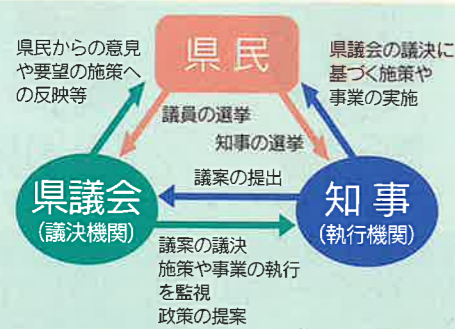 県民
県民からの意見
や要望の施策へ
の反映等
県議会の議決に
基づく施策や
事業の実施
議員の選挙
知事の選挙
県議会
(議決機関)
議案の提出
知事
(執行機関)
議案の議決
施策や事業の執行
を監視
政策の提案